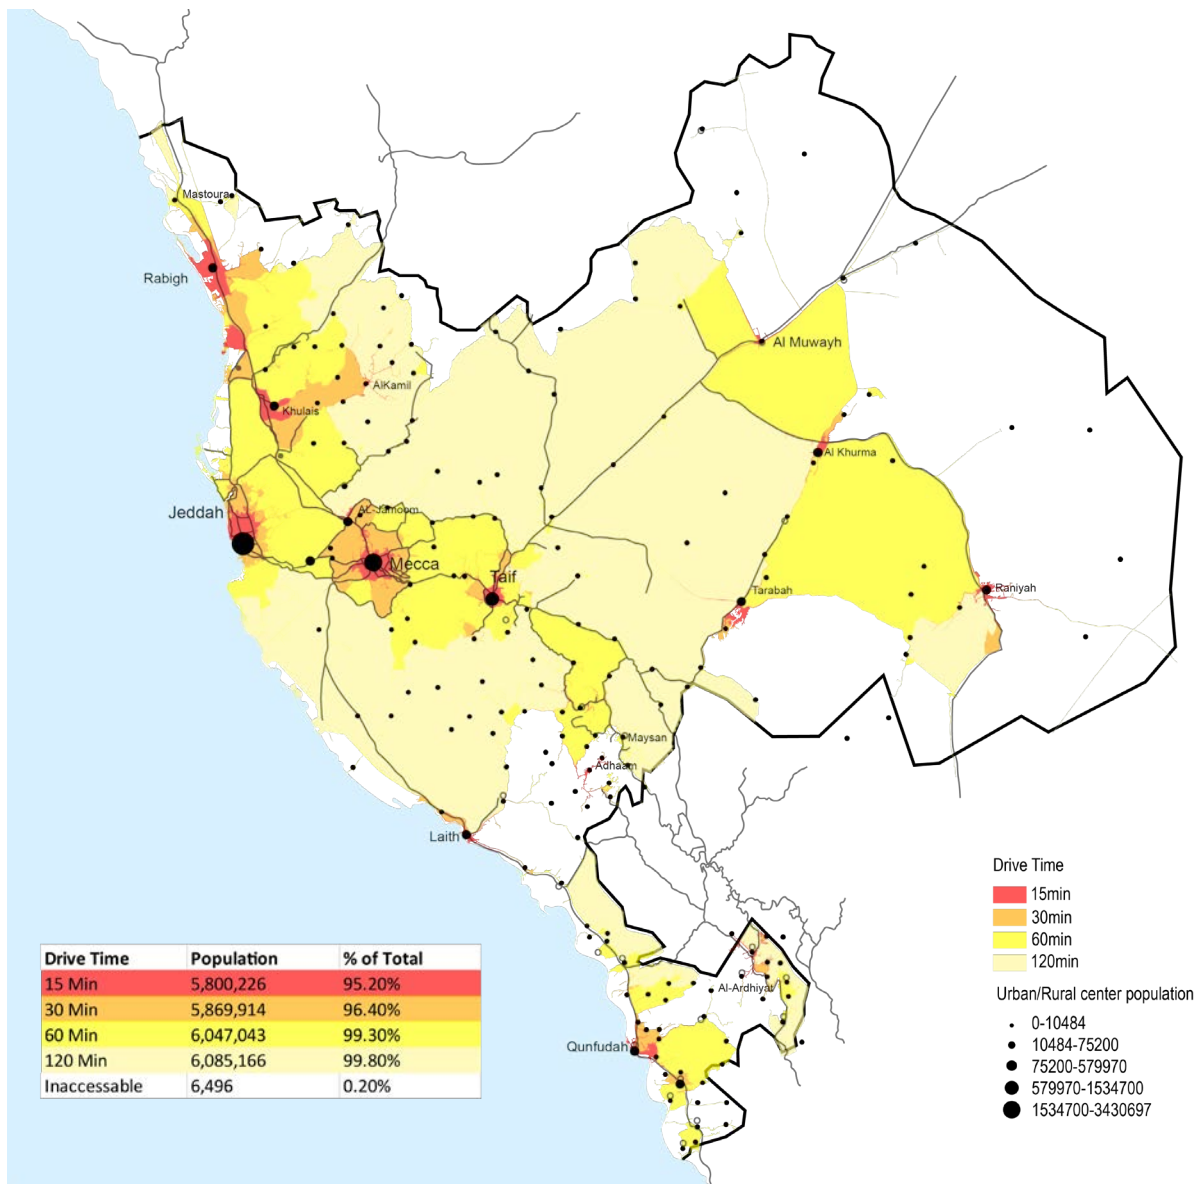 Mastoura
Rabigh
Al Muwayh
AlKamil
Khulais
Al Khurma
Jeddah
AL-Jamoom
Mecca
Taif
Tarabah
Raniyah
Maysan
Adhaam
Laith
Al-Ardhiyat
Qunfudah
Drive Time
15min
30min
60min
120min
Urban/Rural center population
0-10484
10484-75200
75200-579970
579970-1534700
1534700-3430697
Drive Time Population % of Total
15 Min 5,800,226 95.20%
30 Min 5,869,914 96.40%
60 Min 6,047,043 99.30%
120 Min 6,085,166 99.80%
Inaccessable 6,496 0.20%